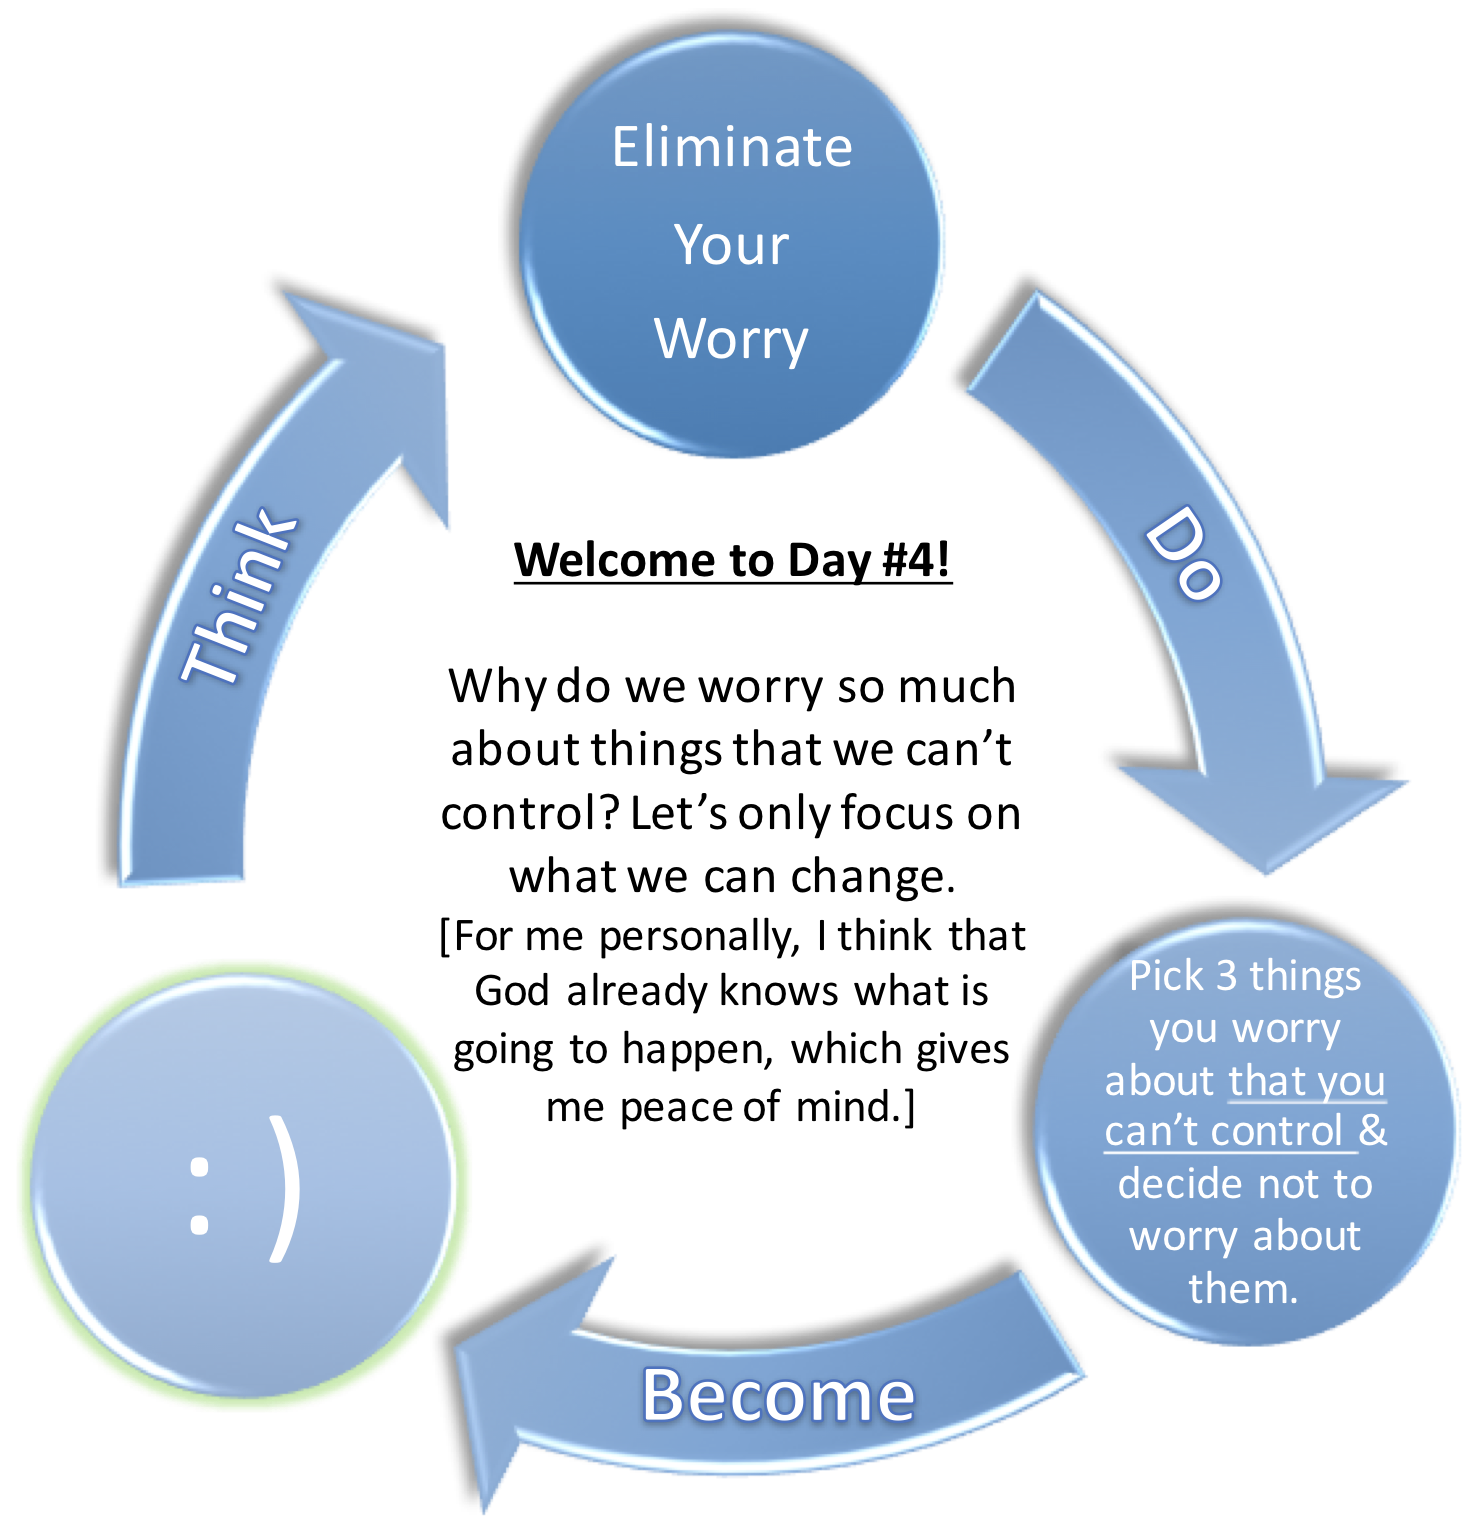 Eliminate
Your
Worry
Think
Do
Welcome to Day #4!
Why do we worry so much
about things that we can’t
control? Let’s only focus on
what we can change.
[For me personally, I think that
God already knows what is
going to happen, which gives
me peace of mind.]
Pick 3 things
you worry
about that you
can’t control &
decide not to
worry about
them.
:)
Become